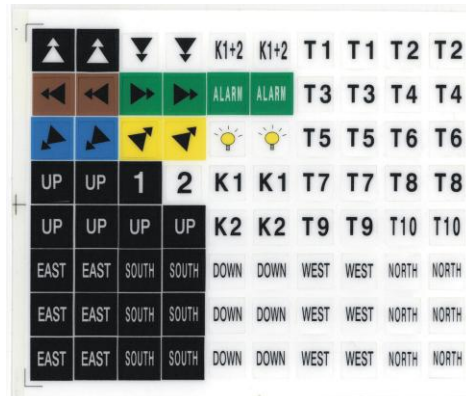 K1+2 K1+2 T1 T1 T2 T2
ALARM ALARM T3 T3 T4 T4
T5 T5 T6 T6
UP UP 1 2 K1 K1 T7 T7 T8 T8
UP UP UP UP K2 K2 T9 T9 T10 T10
EAST EAST SOUTH SOUTH DOWN DOWN WEST WEST NORTH NORTH
EAST EAST SOUTH SOUTH DOWN DOWN WEST WEST NORTH NORTH
EAST EAST SOUTH SOUTH DOWN DOWN WEST WEST NORTH NORTH